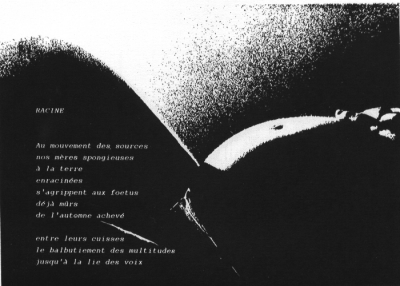 RACINE
Au mouvement des sources
nos mères spongieuses
à la terre
enracinées
s'agrippent aux foetus
déjà mûrs
de l'automne achevé
entre leurs cuisses
le balbutiement des multitudes
jusqu'à la lie des voix